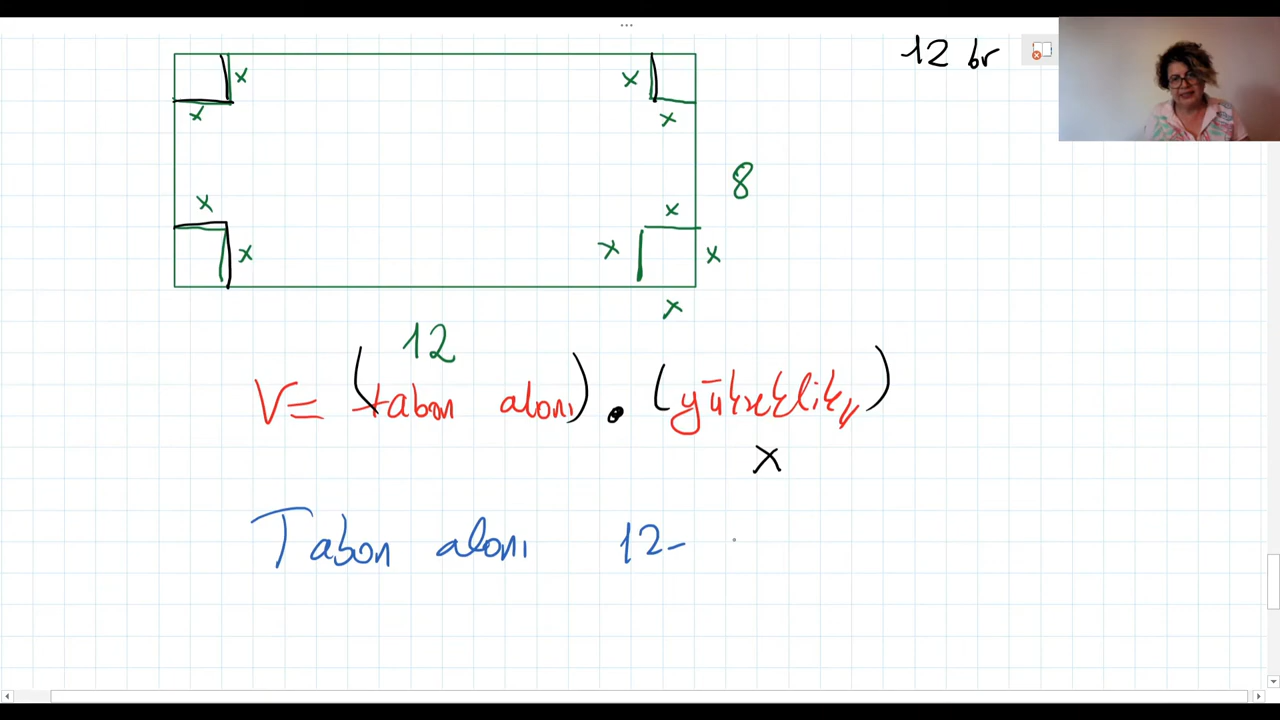 12 br
x x
x x
8
x x
x x x
x
12
V= (taban alanı) . (yükseklik)
x
Taban alanı 12-